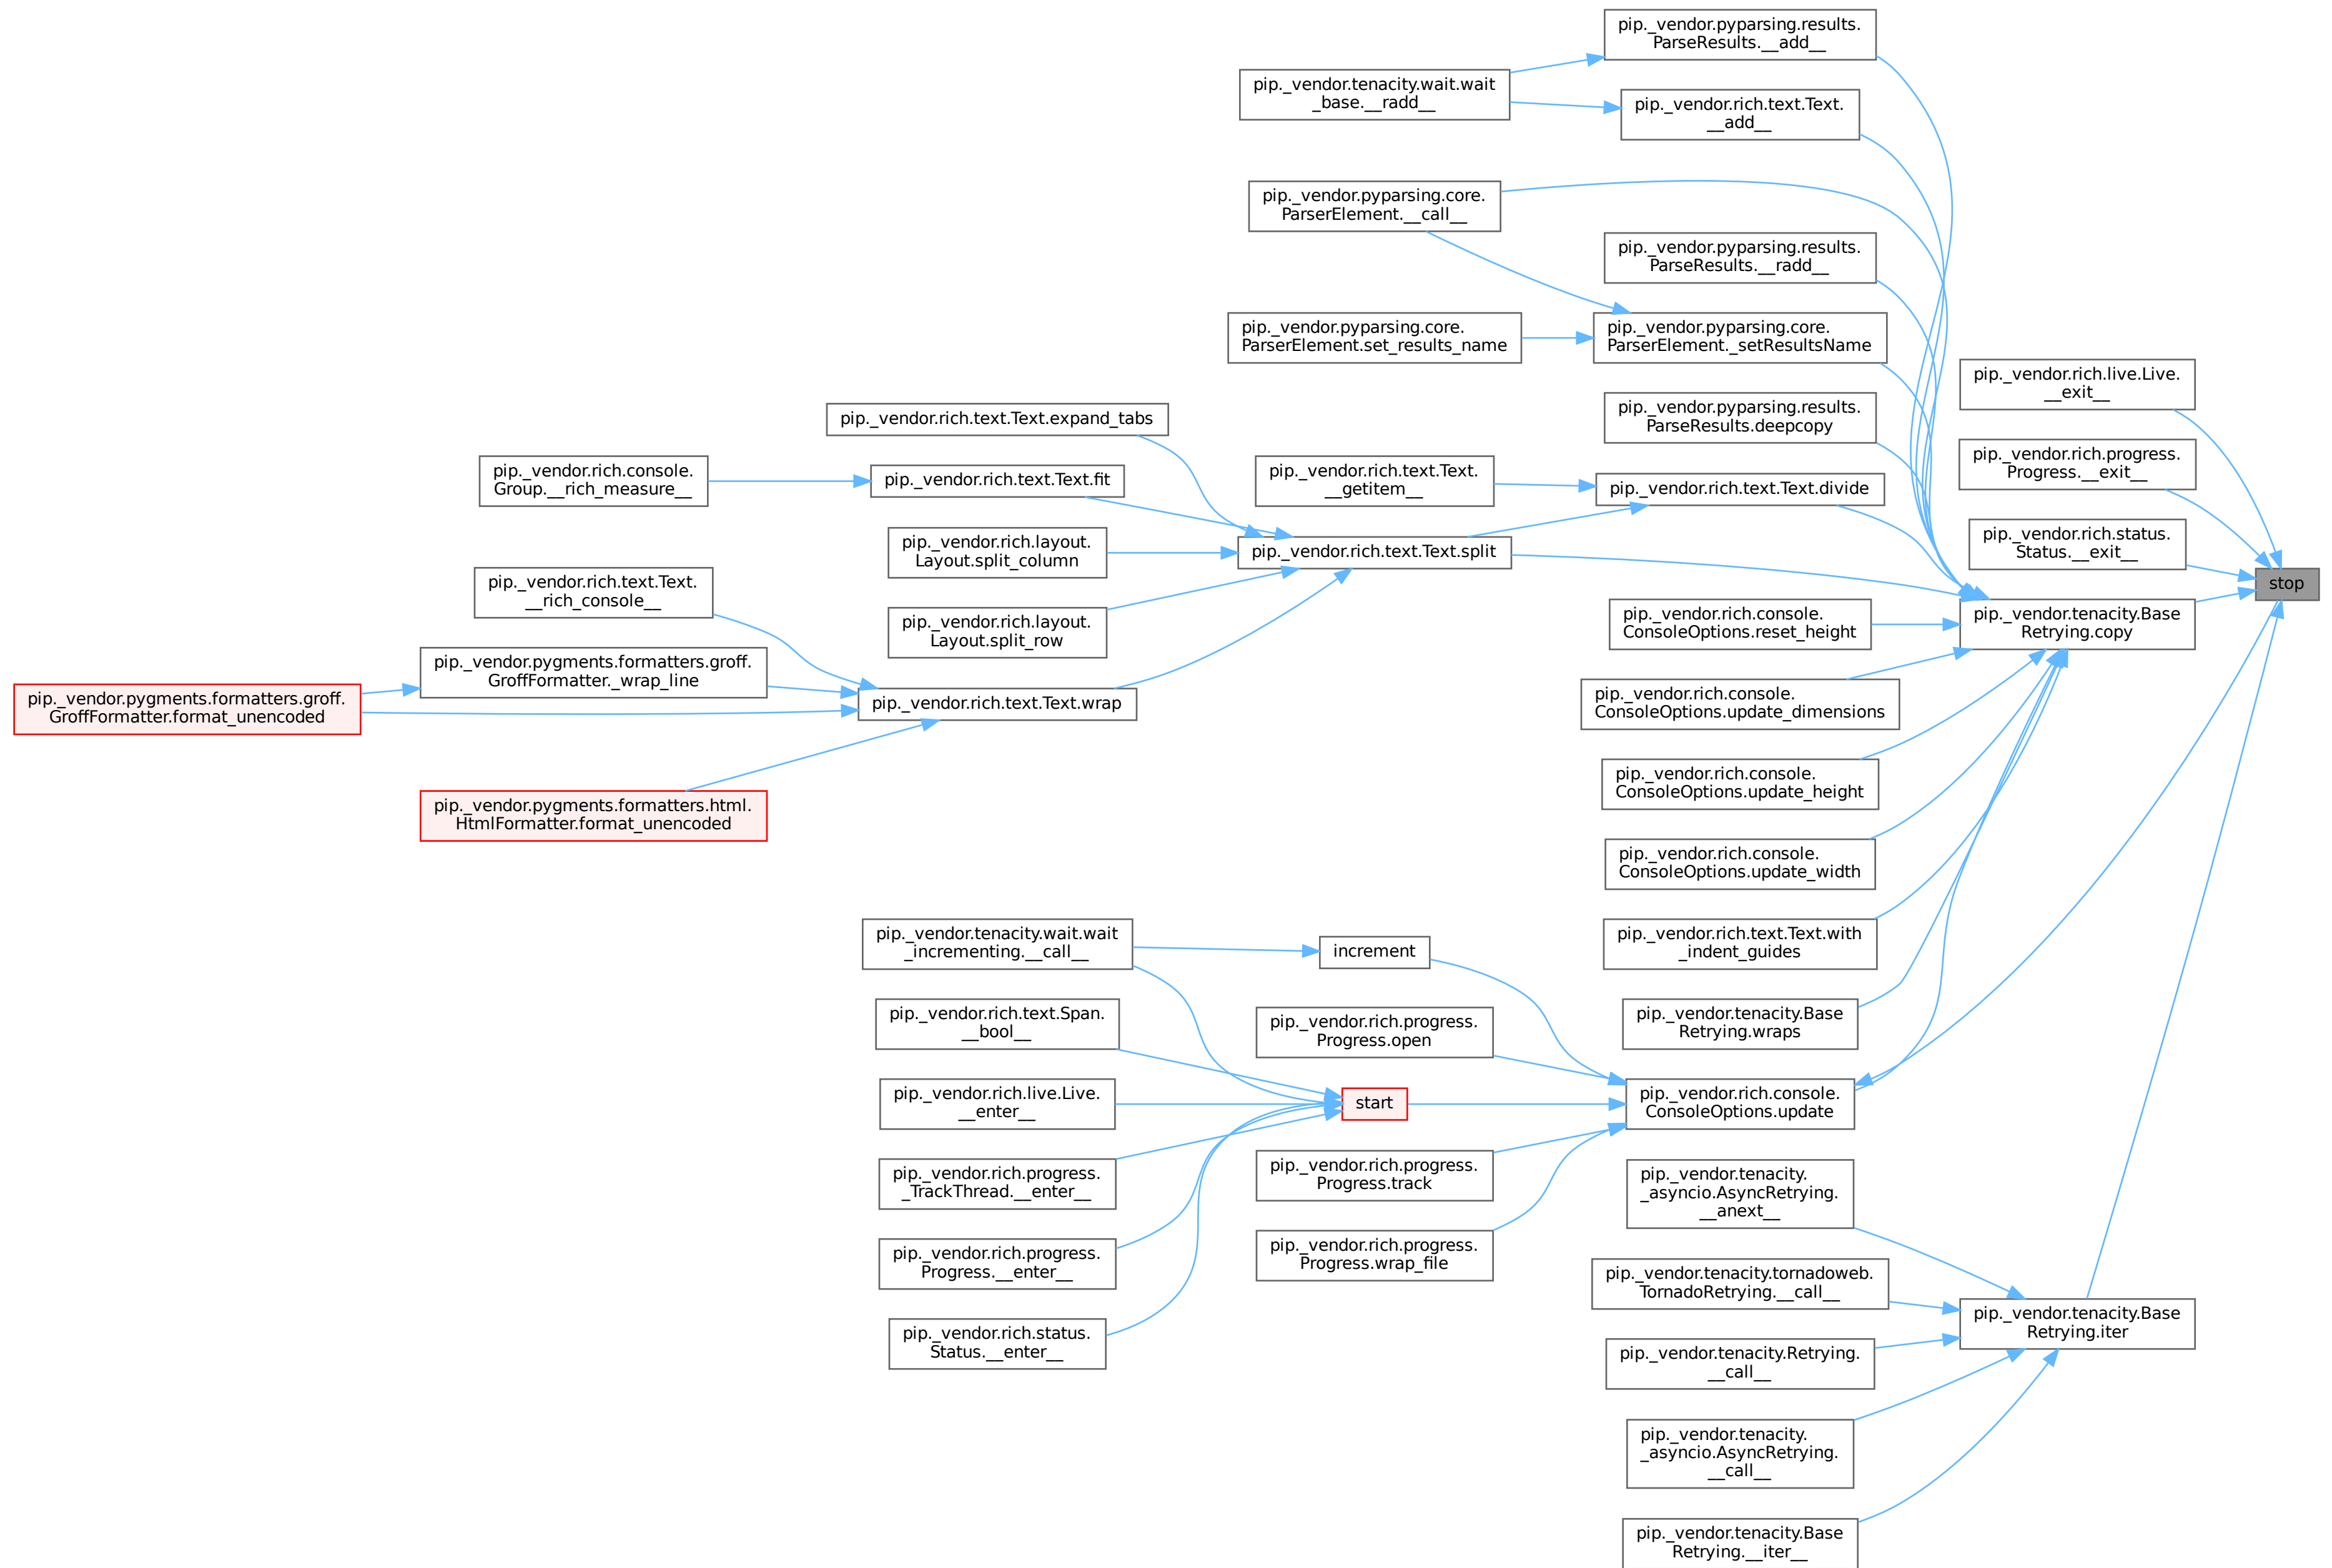 pip._vendor.pyparsing.results.
ParseResults.__add__
pip._vendor.tenacity.wait.wait
_base.__radd__
pip._vendor.rich.text.Text.
__add__
pip._vendor.pyparsing.core.
ParserElement.__call__
pip._vendor.pyparsing.results.
ParseResults.__radd__
pip._vendor.pyparsing.core.
ParserElement.set_results_name
pip._vendor.pyparsing.core.
ParserElement._setResultsName
pip._vendor.rich.live.Live.
__exit__
pip._vendor.rich.text.Text.expand_tabs
pip._vendor.pyparsing.results.
ParseResults.deepcopy
pip._vendor.rich.progress.
Progress.__exit__
pip._vendor.rich.console.
Group.__rich_measure__
pip._vendor.rich.text.Text.fit
pip._vendor.rich.text.Text.
__getitem__
pip._vendor.rich.text.Text.divide
pip._vendor.rich.status.
Status.__exit__
pip._vendor.rich.layout.
Layout.split_column
pip._vendor.rich.text.Text.split
stop
pip._vendor.rich.text.Text.
__rich_console__
pip._vendor.rich.layout.
Layout.split_row
pip._vendor.rich.console.
ConsoleOptions.reset_height
pip._vendor.tenacity.Base
Retrying.copy
pip._vendor.pygments.formatters.groff.
GroffFormatter._wrap_line
pip._vendor.pygments.formatters.groff.
GroffFormatter.format_unencoded
pip._vendor.rich.text.Text.wrap
pip._vendor.rich.console.
ConsoleOptions.update_dimensions
pip._vendor.pygments.formatters.html.
HtmlFormatter.format_unencoded
pip._vendor.rich.console.
ConsoleOptions.update_height
pip._vendor.rich.console.
ConsoleOptions.update_width
pip._vendor.tenacity.wait.wait
_incrementing.__call__
increment
pip._vendor.rich.text.Text.with
_indent_guides
pip._vendor.rich.text.Span.
__bool__
pip._vendor.rich.progress.
Progress.open
pip._vendor.tenacity.Base
Retrying.wraps
pip._vendor.rich.live.Live.
__enter__
start
pip._vendor.rich.console.
ConsoleOptions.update
pip._vendor.rich.progress.
_TrackThread.__enter__
pip._vendor.rich.progress.
Progress.track
pip._vendor.tenacity.
_asyncio.AsyncRetrying.
__anext__
pip._vendor.rich.progress.
Progress.__enter__
pip._vendor.rich.progress.
Progress.wrap_file
pip._vendor.tenacity.tornadoweb.
TornadoRetrying.__call__
pip._vendor.rich.status.
Status.__enter__
pip._vendor.tenacity.Base
Retrying.iter
pip._vendor.tenacity.Retrying.
__call__
pip._vendor.tenacity.
_asyncio.AsyncRetrying.
__call__
pip._vendor.tenacity.Base
Retrying.__iter__